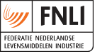 FNLI
FEDERATIE NEDERLANDSE
LEVENSMIDDELEN INDUSTRIE